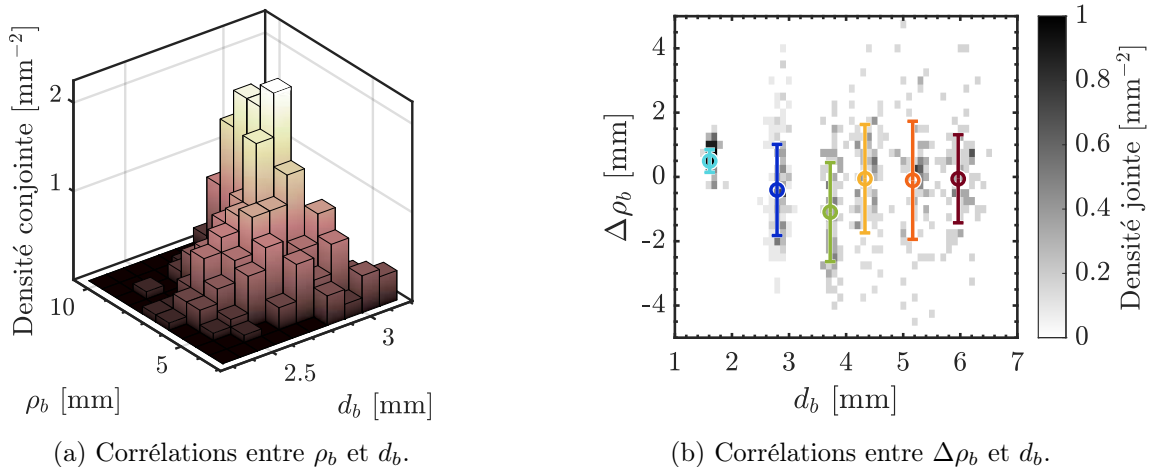 Densité conjointe [mm⁻²]
2
1
10
5
2.5
3
ρ_b [mm]
d_b [mm]
(a) Corrélations entre ρ_b et d_b.
Δρ_b [mm]
4
2
0
-2
-4
1 2 3 4 5 6 7
d_b [mm]
1
0.8
0.6
0.4
0.2
0
Densité jointe [mm⁻²]
(b) Corrélations entre Δρ_b et d_b.